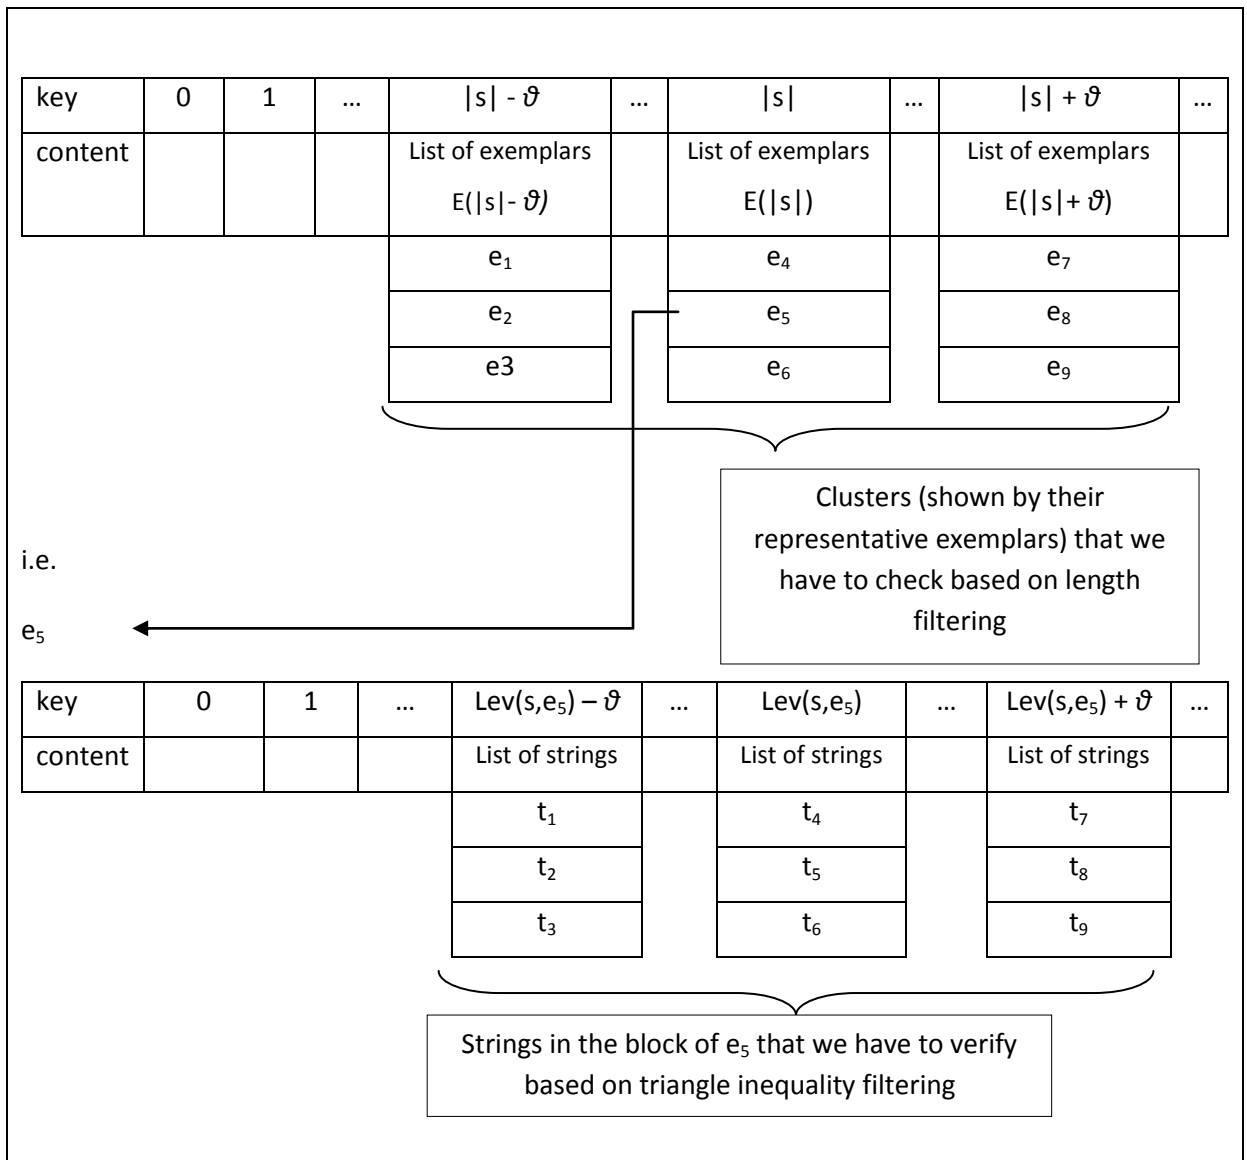 key 0 1 ... |s| - ϑ ... |s| ... |s| + ϑ ...
content List of exemplars List of exemplars List of exemplars
E(|s|- ϑ) E(|s|) E(|s|+ ϑ)
e₁ e₄ e₇
e₂ e₅ e₈
e3 e₆ e₉
Clusters (shown by their
representative exemplars) that we
have to check based on length
filtering
i.e.
e₅
key 0 1 ... Lev(s,e₅) – ϑ ... Lev(s,e₅) ... Lev(s,e₅) + ϑ ...
content List of strings List of strings List of strings
t₁ t₄ t₇
t₂ t₅ t₈
t₃ t₆ t₉
Strings in the block of e₅ that we have to verify
based on triangle inequality filtering